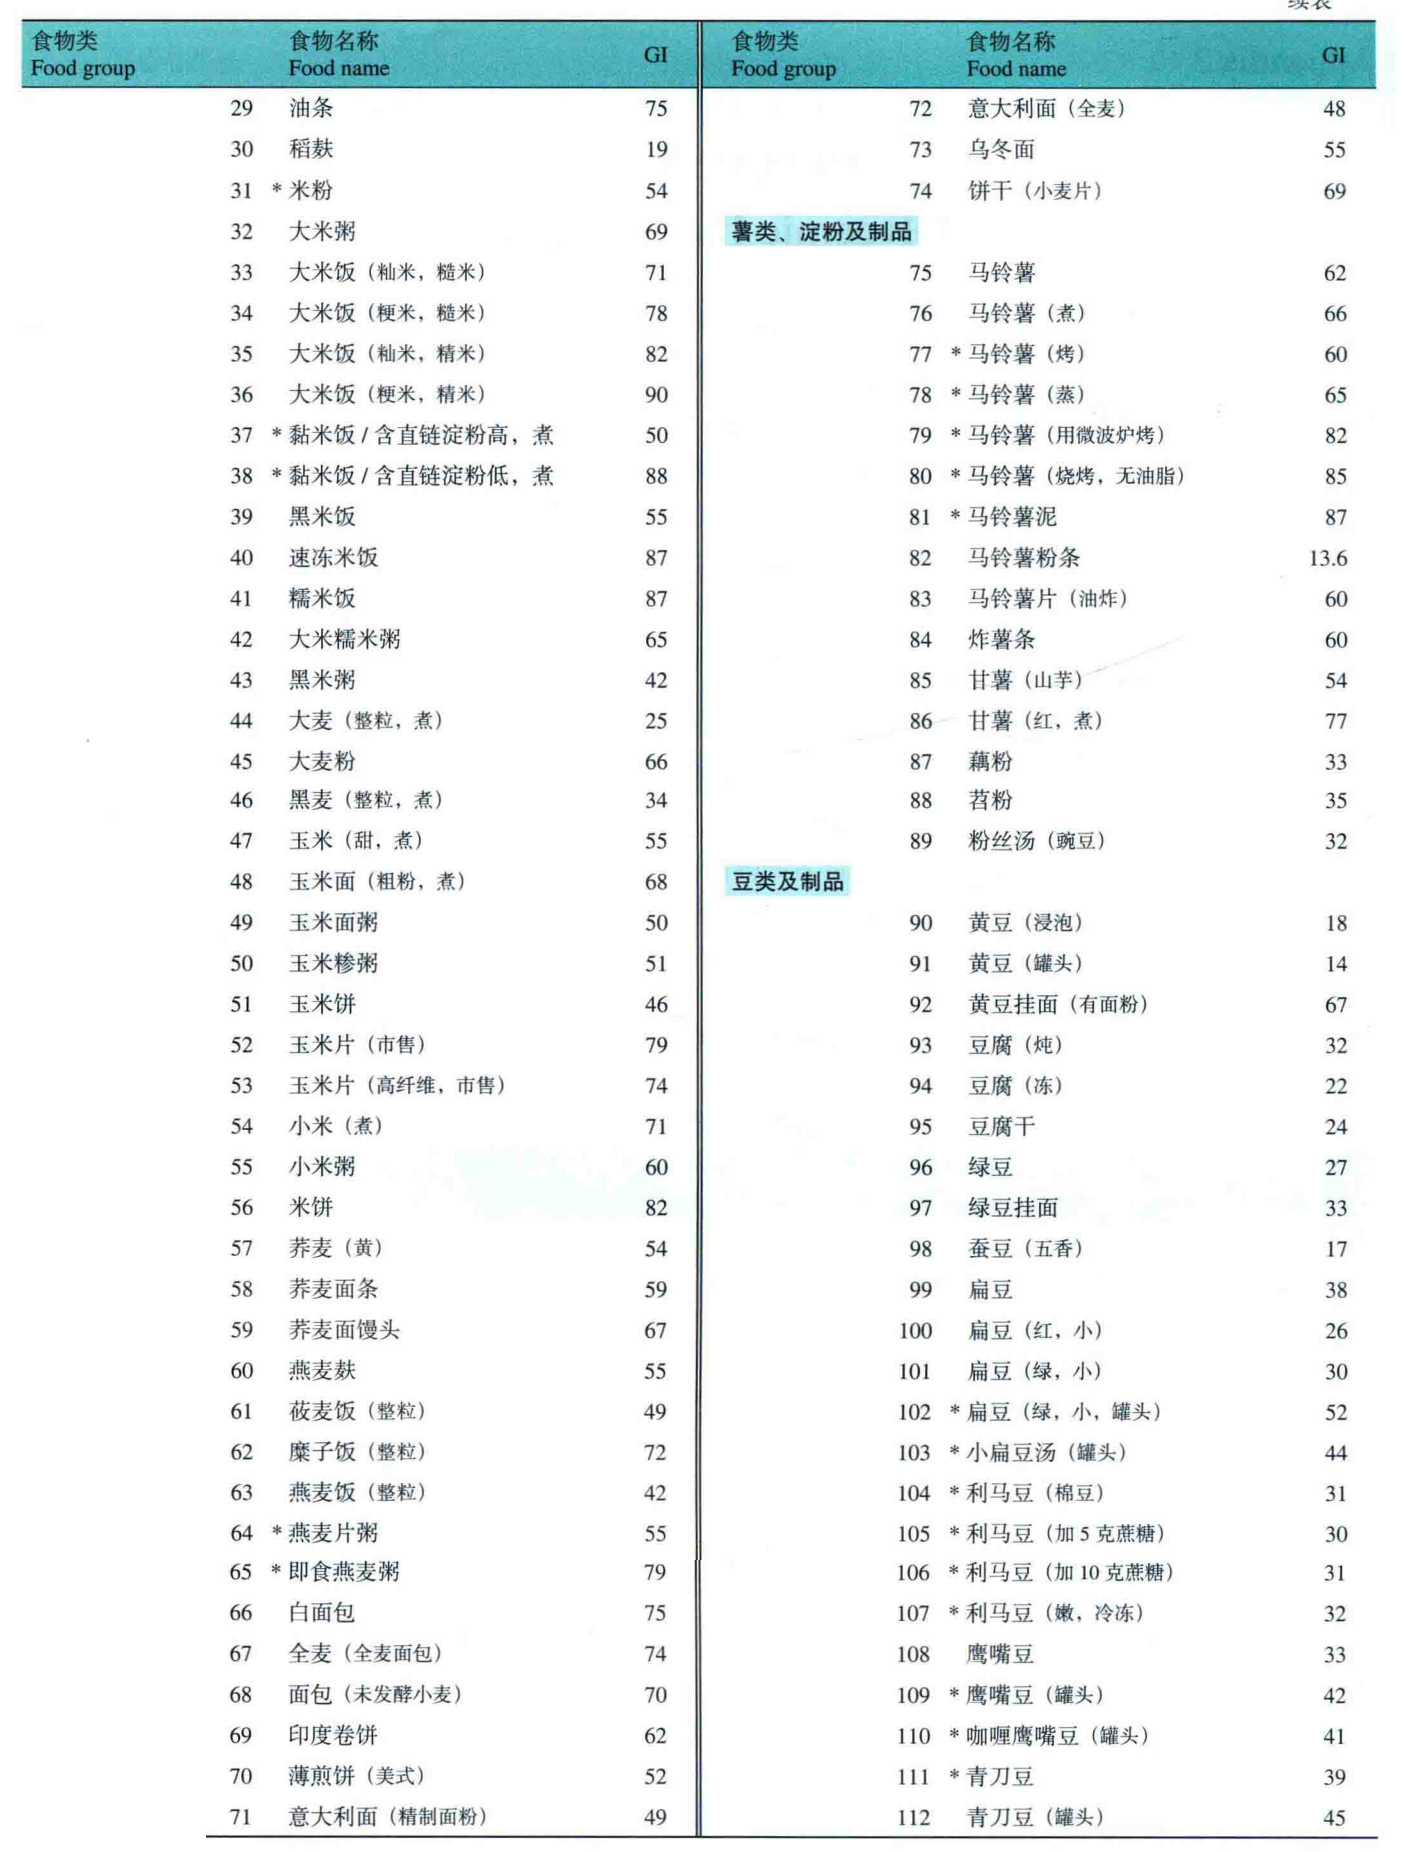 续表
食物类 食物名称 GI
Food group Food name
29 油条 75
30 稻麸 19
31 * 米粉 54
32 大米粥 69
33 大米饭（籼米，糙米） 71
34 大米饭（粳米，糙米） 78
35 大米饭（籼米，精米） 82
36 大米饭（粳米，精米） 90
37 * 黏米饭 / 含直链淀粉高，煮 50
38 * 黏米饭 / 含直链淀粉低，煮 88
39 黑米饭 55
40 速冻米饭 87
41 糯米饭 87
42 大米糯米粥 65
43 黑米粥 42
44 大麦（整粒，煮） 25
45 大麦粉 66
46 黑麦（整粒，煮） 34
47 玉米（甜，煮） 55
48 玉米面（粗粉，煮） 68
49 玉米面粥 50
50 玉米糁粥 51
51 玉米饼 46
52 玉米片（市售） 79
53 玉米片（高纤维，市售） 74
54 小米（煮） 71
55 小米粥 60
56 米饼 82
57 荞麦（黄） 54
58 荞麦面条 59
59 荞麦面馒头 67
60 燕麦麸 55
61 莜麦饭（整粒） 49
62 糜子饭（整粒） 72
63 燕麦饭（整粒） 42
64 * 燕麦片粥 55
65 * 即食燕麦粥 79
66 白面包 75
67 全麦（全麦面包） 74
68 面包（未发酵小麦） 70
69 印度卷饼 62
70 薄煎饼（美式） 52
71 意大利面（精制面粉） 49
食物类 食物名称 GI
Food group Food name
72 意大利面（全麦） 48
73 乌冬面 55
74 饼干（小麦片） 69
薯类、淀粉及制品
75 马铃薯 62
76 马铃薯（煮） 66
77 * 马铃薯（烤） 60
78 * 马铃薯（蒸） 65
79 * 马铃薯（用微波炉烤） 82
80 * 马铃薯（烧烤，无油脂） 85
81 * 马铃薯泥 87
82 马铃薯粉条 13.6
83 马铃薯片（油炸） 60
84 炸薯条 60
85 甘薯（山芋） 54
86 甘薯（红，煮） 77
87 藕粉 33
88 苕粉 35
89 粉丝汤（豌豆） 32
豆类及制品
90 黄豆（浸泡） 18
91 黄豆（罐头） 14
92 黄豆挂面（有面粉） 67
93 豆腐（炖） 32
94 豆腐（冻） 22
95 豆腐干 24
96 绿豆 27
97 绿豆挂面 33
98 蚕豆（五香） 17
99 扁豆 38
100 扁豆（红，小） 26
101 扁豆（绿，小） 30
102 * 扁豆（绿，小，罐头） 52
103 * 小扁豆汤（罐头） 44
104 * 利马豆（棉豆） 31
105 * 利马豆（加 5 克蔗糖） 30
106 * 利马豆（加 10 克蔗糖） 31
107 * 利马豆（嫩，冷冻） 32
108 鹰嘴豆 33
109 * 鹰嘴豆（罐头） 42
110 * 咖喱鹰嘴豆（罐头） 41
111 * 青刀豆 39
112 青刀豆（罐头） 45